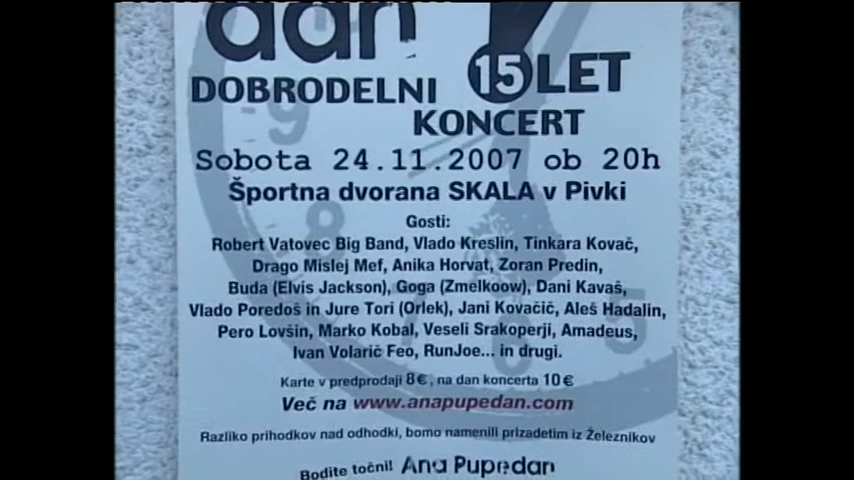 dan
DOBRODELNI 15 LET
KONCERT
Sobota 24.11.2007 ob 20h
Športna dvorana SKALA v Pivki
Gosti:
Robert Vatovec Big Band, Vlado Kreslin, Tinkara Kovač,
Drago Mislej Mef, Anika Horvat, Zoran Predin,
Buda (Elvis Jackson), Goga (Zmelkoow), Dani Kavaš,
Vlado Poredoš in Jure Tori (Orlek), Jani Kovačič, Aleš Hadalin,
Pero Lovšin, Marko Kobal, Veseli Srakoperji, Amadeus,
Ivan Volarič Feo, RunJoe... in drugi.
Karte v predprodaji 8€, na dan koncerta 10€
Več na www.anapupedan.com
Razliko prihodkov nad odhodki, bomo namenili prizadetim iz Železnikov
Bodite točni! Ana Pupedan